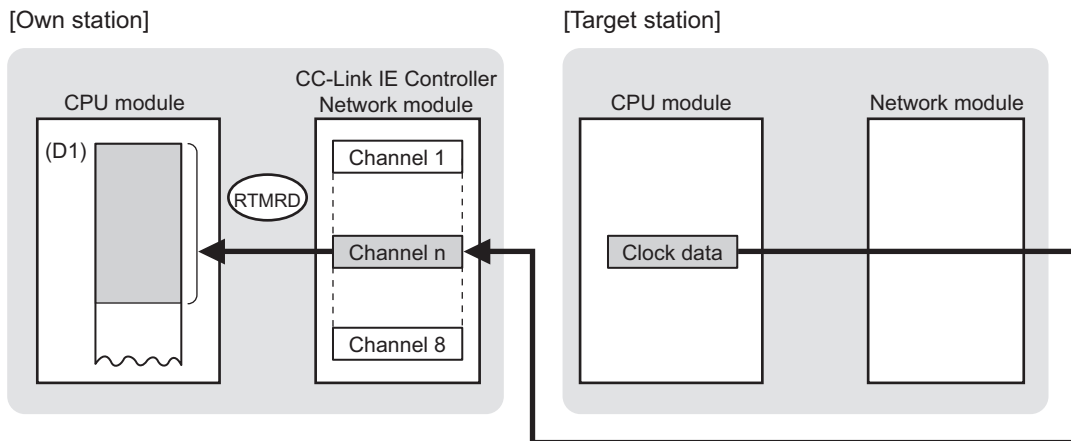 [Own station]
[Target station]
CC-Link IE Controller
Network module
CPU module
CPU module
Network module
(D1)
Channel 1
RTMRD
Channel n
Clock data
Channel 8